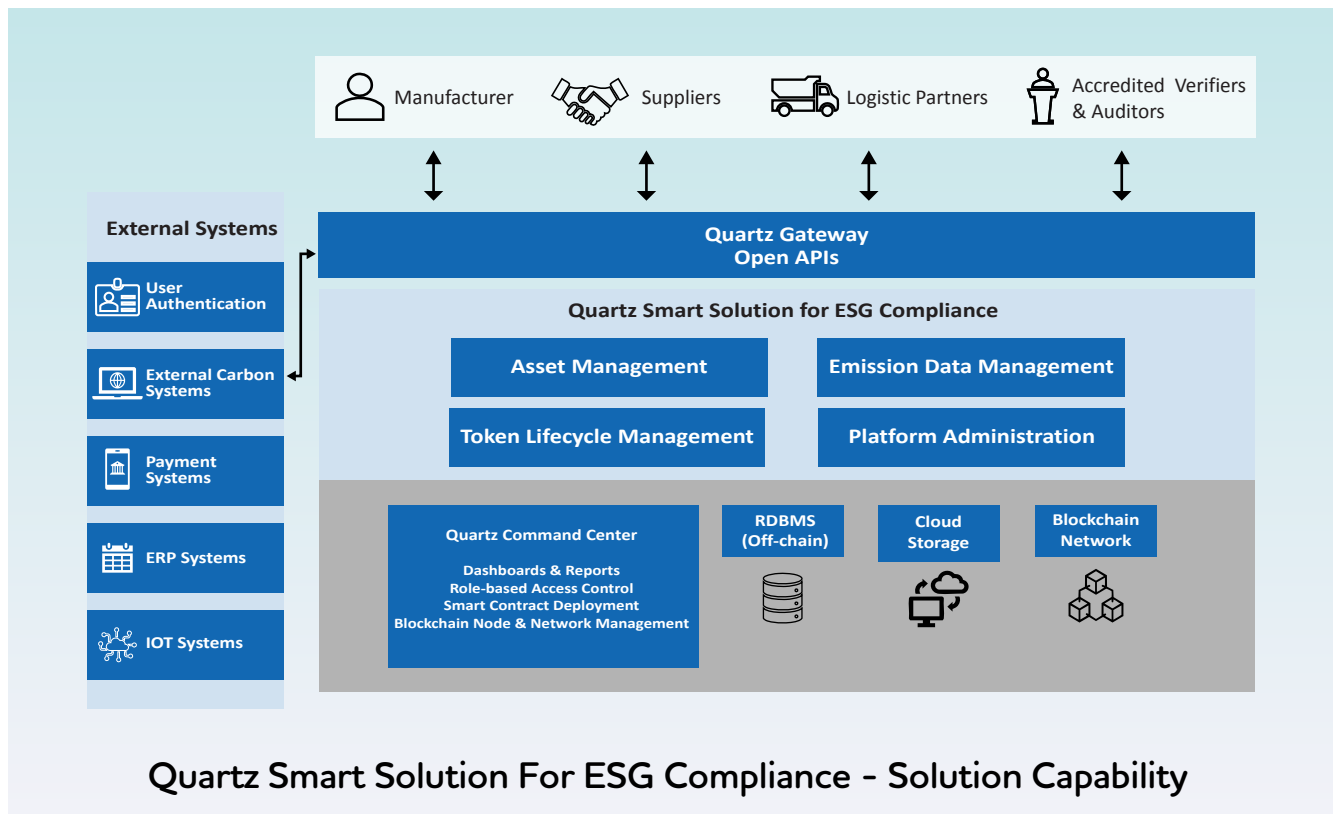 Manufacturer
Suppliers
Logistic Partners
Accredited Verifiers
& Auditors
External Systems
User
Authentication
External Carbon
Systems
Payment
Systems
ERP Systems
IOT Systems
Quartz Gateway
Open APIs
Quartz Smart Solution for ESG Compliance
Asset Management
Emission Data Management
Token Lifecycle Management
Platform Administration
Quartz Command Center
Dashboards & Reports
Role-based Access Control
Smart Contract Deployment
Blockchain Node & Network Management
RDBMS
(Off-chain)
Cloud
Storage
Blockchain
Network
Quartz Smart Solution For ESG Compliance - Solution Capability